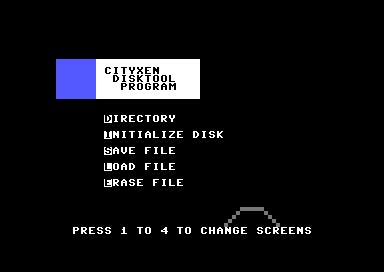 CITYXEN
DISKTOOL
PROGRAM
DIRECTORY
INITIALIZE DISK
SAVE FILE
LOAD FILE
ERASE FILE
PRESS 1 TO 4 TO CHANGE SCREENS